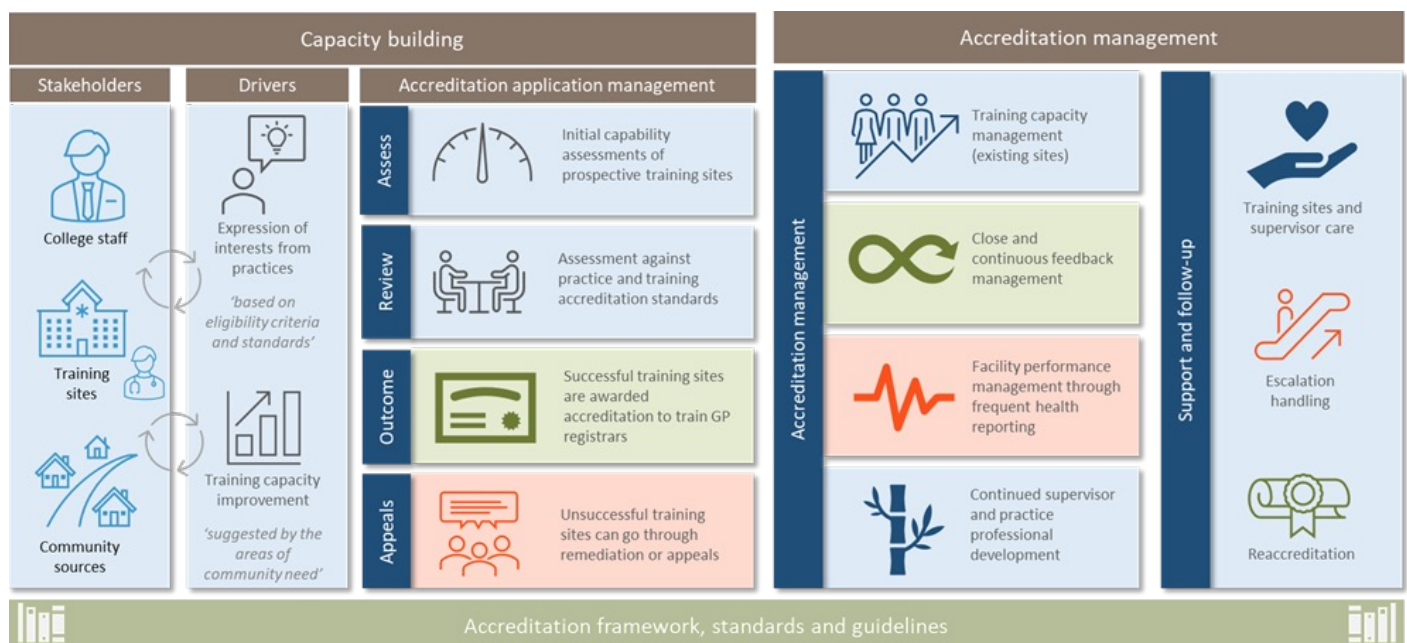 Capacity building
Stakeholders
College staff
Training
sites
Community
sources
Drivers
Expression of
interests from
practices
‘based on
eligibility criteria
and standards’
Training capacity
improvement
‘suggested by the
areas of
community need’
Accreditation application management
Assess
Initial capability
assessments of
prospective training sites
Review
Assessment against
practice and training
accreditation standards
Outcome
Successful training sites
are awarded
accreditation to train GP
registrars
Appeals
Unsuccessful training
sites can go through
remediation or appeals
Accreditation management
Accreditation management
Training capacity
management
(existing sites)
Close and
continuous feedback
management
Facility performance
management through
frequent health
reporting
Continued supervisor
and practice
professional
development
Support and follow-up
Training sites and
supervisor care
Escalation
handling
Reaccreditation
Accreditation framework, standards and guidelines